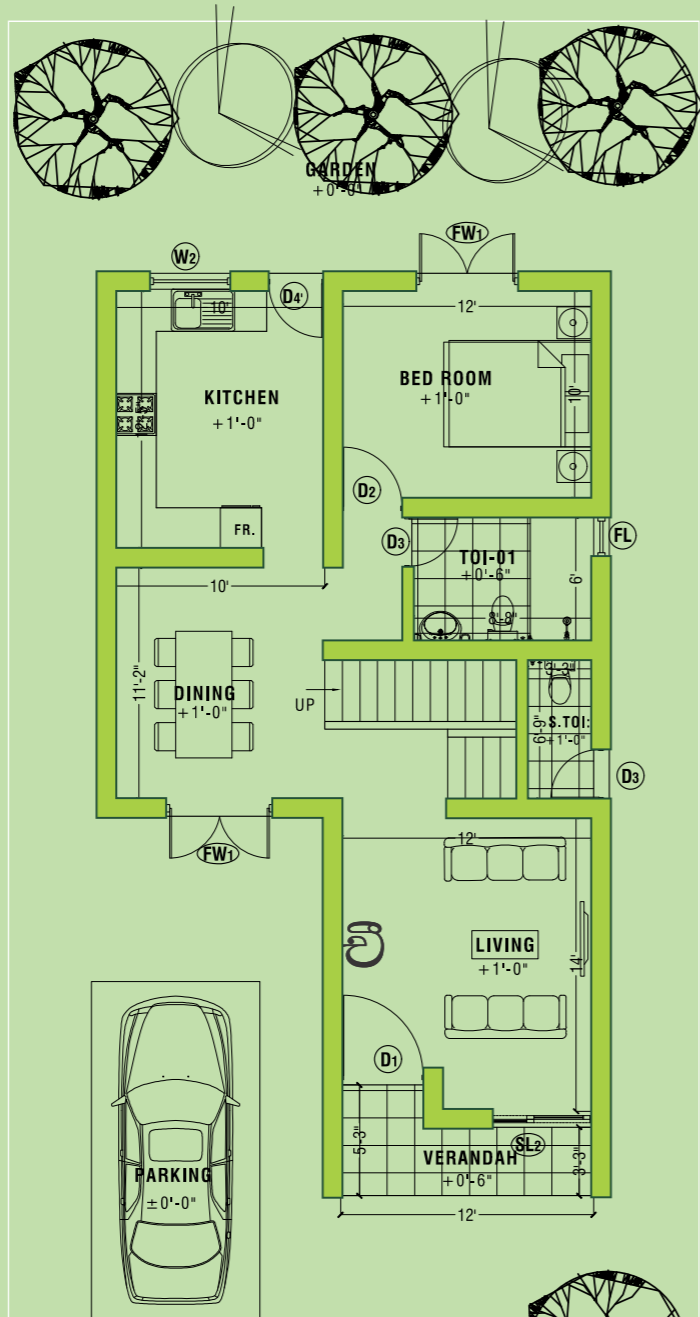 GARDEN
+0'-0"
W2
FW1
D4'
10'
12'
KITCHEN
+1'-0"
BED ROOM
+1'-0"
10'
D2
FR.
D3
FL
TOI-01
+0'-6"
6'
8'-8"
10'
DINING
+1'-0"
11'-2"
UP
S.TOI:
+1'-0"
6'-9"
D3
FW1
12'
LIVING
+1'-0"
14'
D1
5'-3"
SL2
VERANDAH
+0'-6"
3'-3"
12'
PARKING
±0'-0"